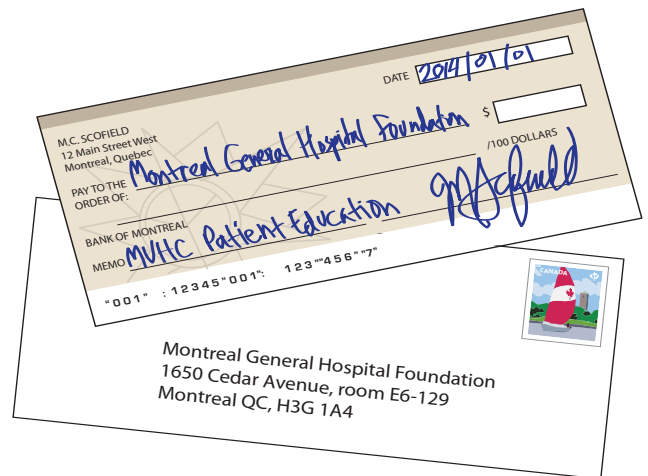 DATE 2014/01/01
M.C. SCOFIELD
12 Main Street West
Montreal, Quebec
PAY TO THE
ORDER OF: Montreal General Hospital Foundation $
/100 DOLLARS
BANK OF MONTREAL
MEMO MUHC Patient Education
"001" : 12345"001": 123""456""7"
CANADA
Montreal General Hospital Foundation
1650 Cedar Avenue, room E6-129
Montreal QC, H3G 1A4